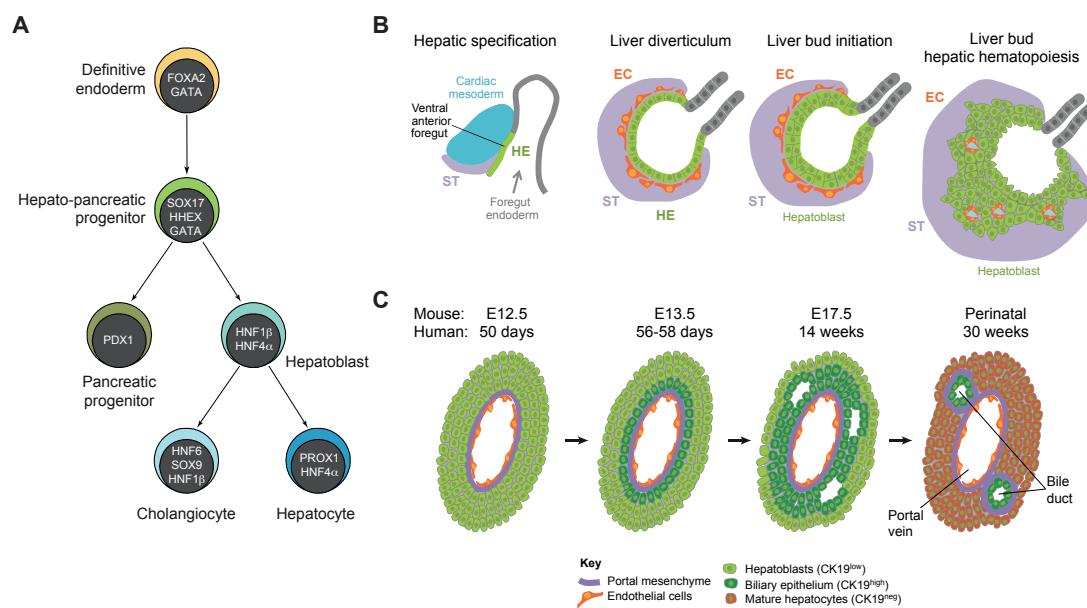 A
Definitive
endoderm
FOXA2
GATA
Hepato-pancreatic
progenitor
SOX17
HHEX
GATA
PDX1
Pancreatic
progenitor
HNF1β
HNF4α
Hepatoblast
HNF6
SOX9
HNF1β
Cholangiocyte
PROX1
HNF4α
Hepatocyte
B
Hepatic specification
Cardiac
mesoderm
Ventral
anterior
foregut
HE
ST
Foregut
endoderm
Liver diverticulum
EC
ST
HE
Liver bud initiation
EC
ST
Hepatoblast
Liver bud
hepatic hematopoiesis
EC
ST
Hepatoblast
C
Mouse: E12.5 E13.5 E17.5 Perinatal
Human: 50 days 56-58 days 14 weeks 30 weeks
Portal
vein
Bile
duct
Key
Portal mesenchyme
Endothelial cells
Hepatoblasts (CK19low)
Biliary epithelium (CK19high)
Mature hepatocytes (CK19neg)